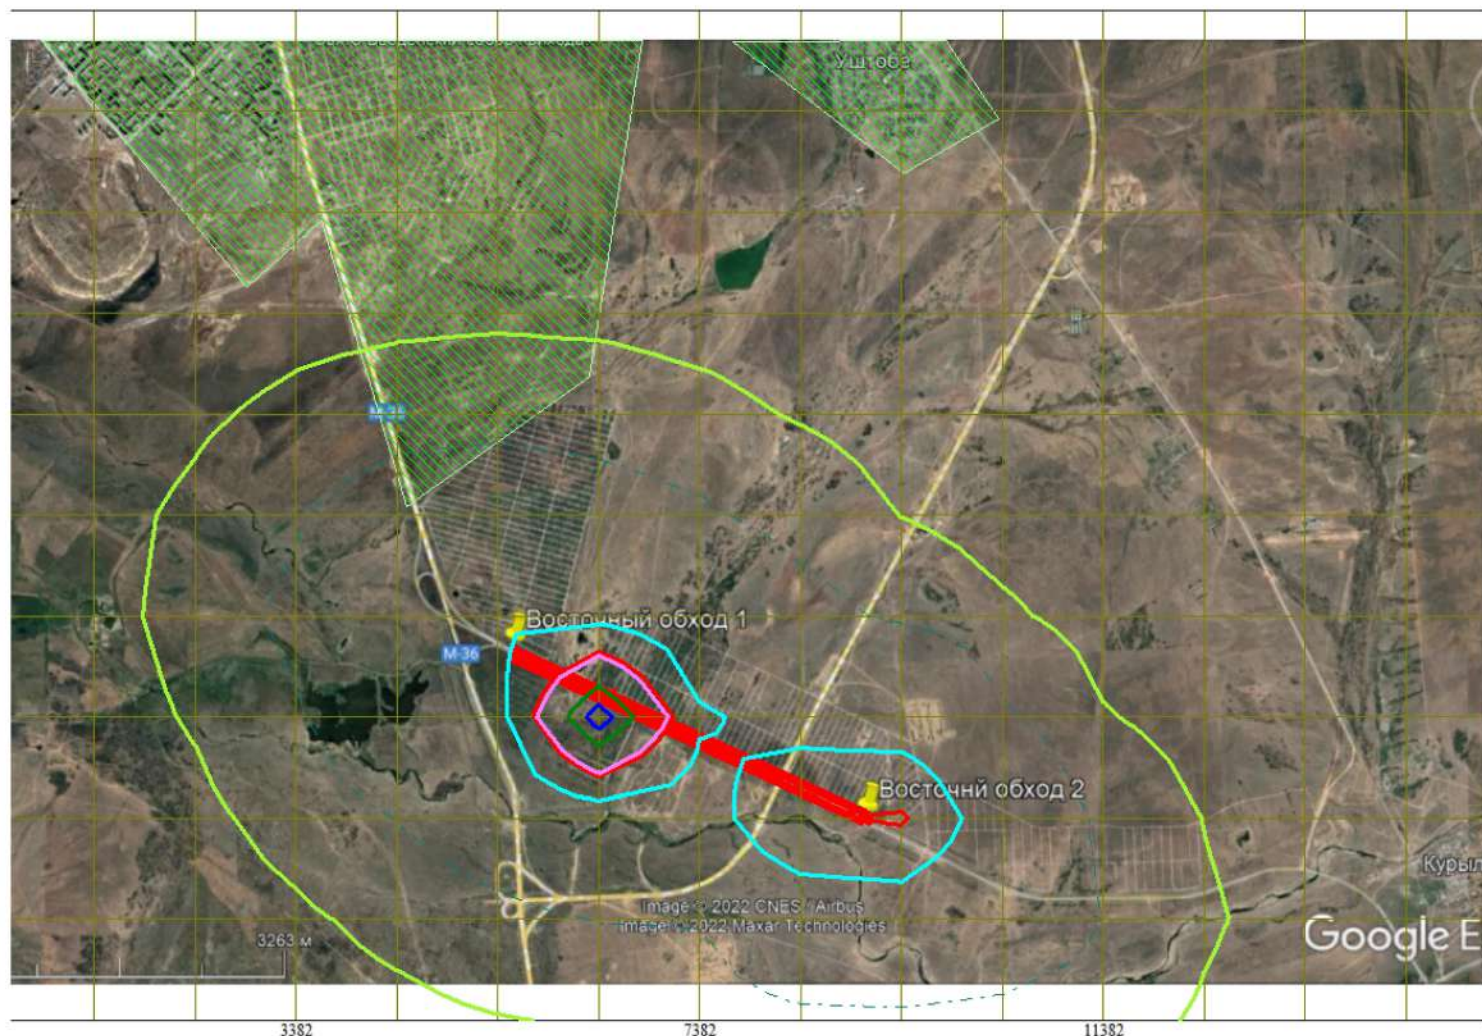 Уштобе
М-36
Восточный обход 1
М-36
Восточнй обход 2
Курыл
Image © 2022 CNES / Airbus
Image © 2022 Maxar Technologies
3263 м
Google E
3382
7382
11382